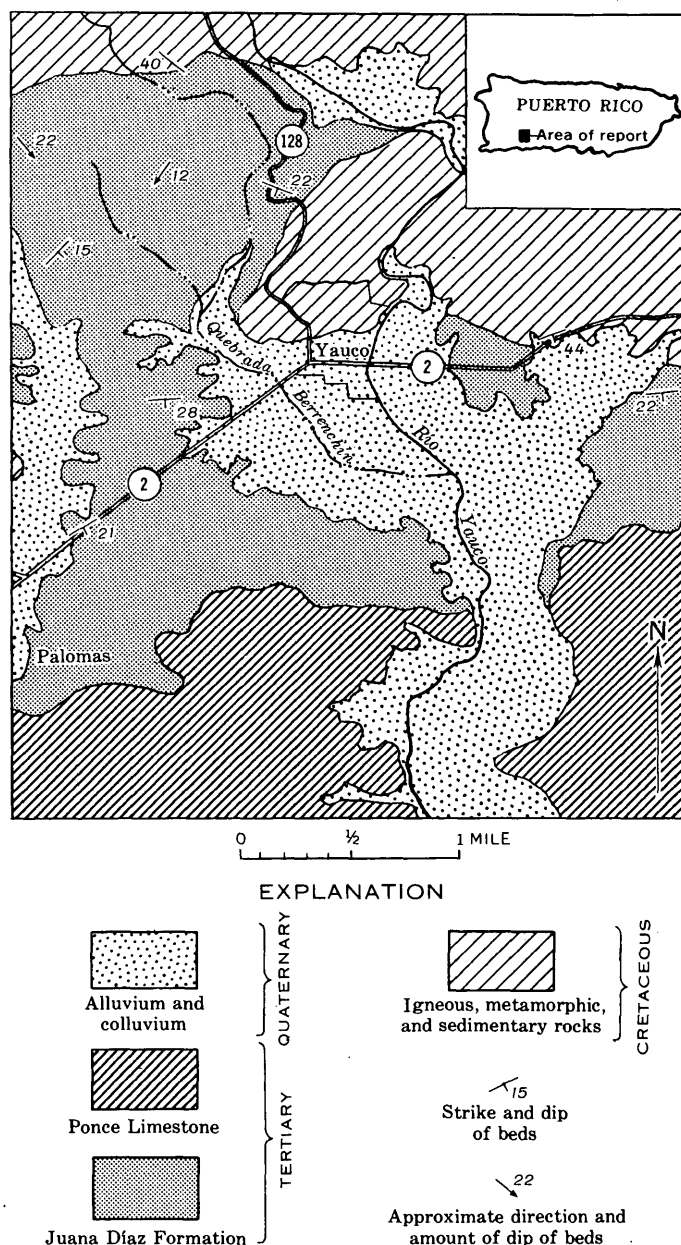 PUERTO RICO
Area of report
40
128
22
22
12
15
Quebrada
Yauco
2
44
28
Berrenchin
Río
22
2
21
Yauco
N
Palomas
0 ½ 1 MILE
EXPLANATION
Alluvium and
colluvium
QUATERNARY
Igneous, metamorphic,
and sedimentary rocks
CRETACEOUS
Ponce Limestone
Juana Díaz Formation
TERTIARY
15
Strike and dip
of beds
22
Approximate direction and
amount of dip of beds